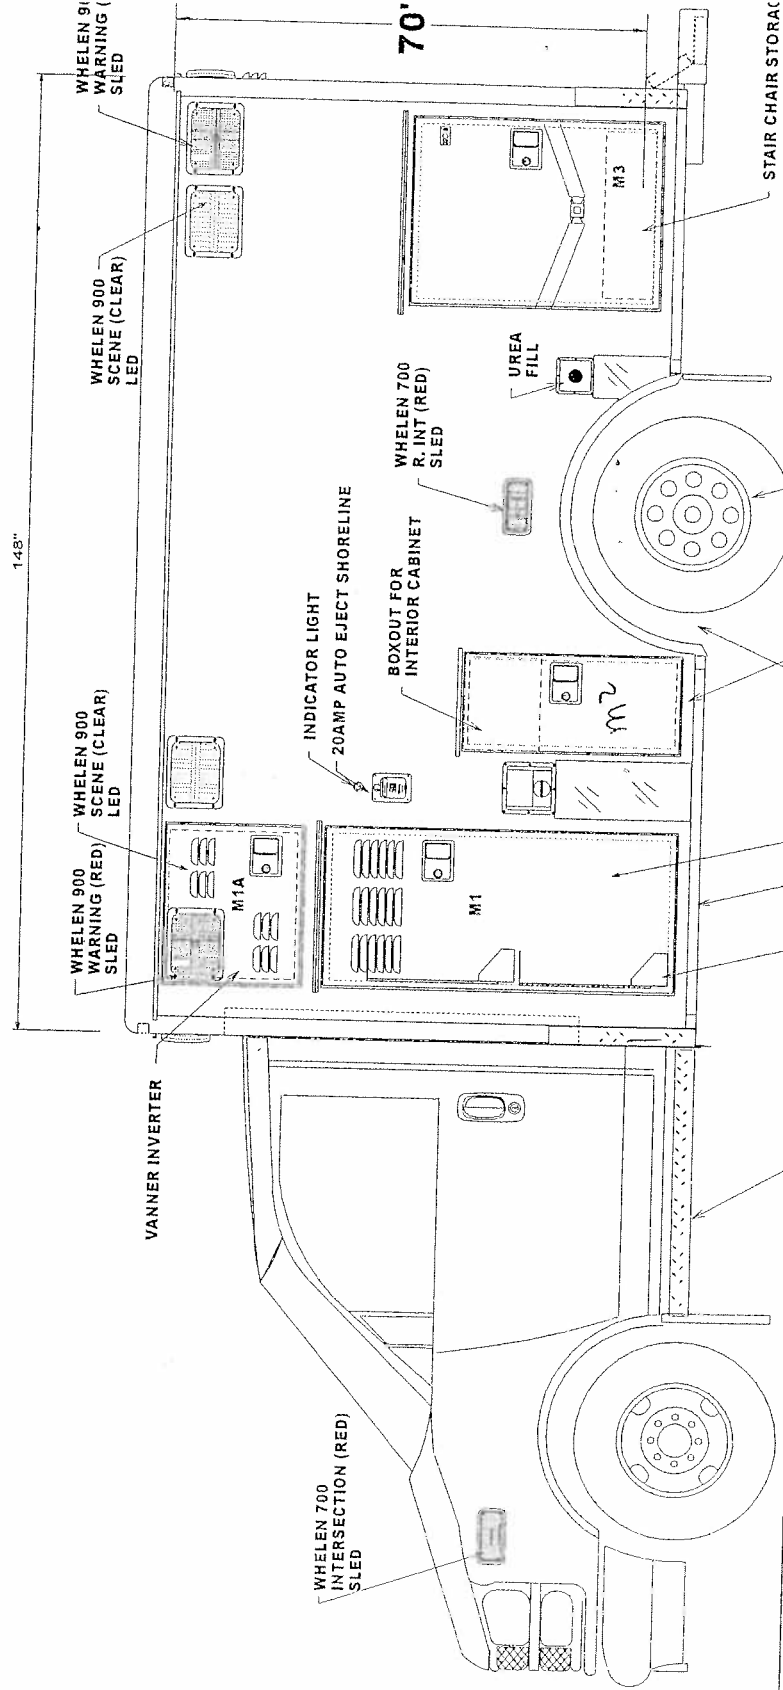 148"
70"
WHELEN 700
INTERSECTION (RED)
SLED
VANNER INVERTER
WHELEN 900
WARNING (RED)
SLED
WHELEN 900
SCENE (CLEAR)
LED
M1A
M1
INDICATOR LIGHT
20AMP AUTO EJECT SHORELINE
BOXOUT FOR
INTERIOR CABINET
m2
WHELEN 700
R. INT (RED)
SLED
UREA
FILL
WHELEN 900
SCENE (CLEAR)
LED
WHELEN 90
WARNING (
SLED
M3
STAIR CHAIR STORAG